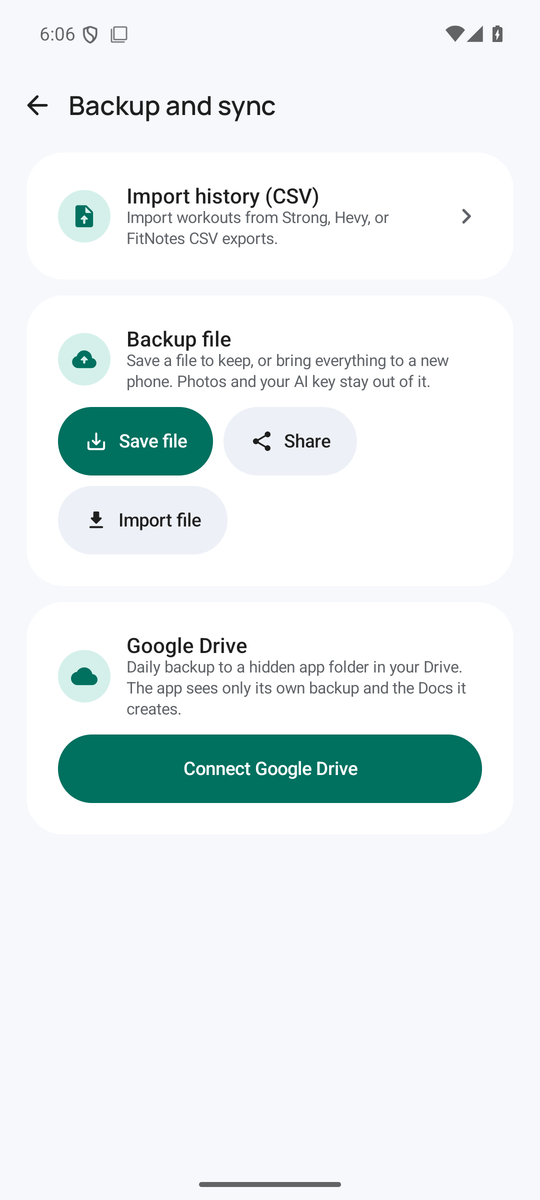 6:06
Backup and sync
Import history (CSV)
Import workouts from Strong, Hevy, or
FitNotes CSV exports.
Backup file
Save a file to keep, or bring everything to a new
phone. Photos and your AI key stay out of it.
Save file
Share
Import file
Google Drive
Daily backup to a hidden app folder in your Drive.
The app sees only its own backup and the Docs it
creates.
Connect Google Drive